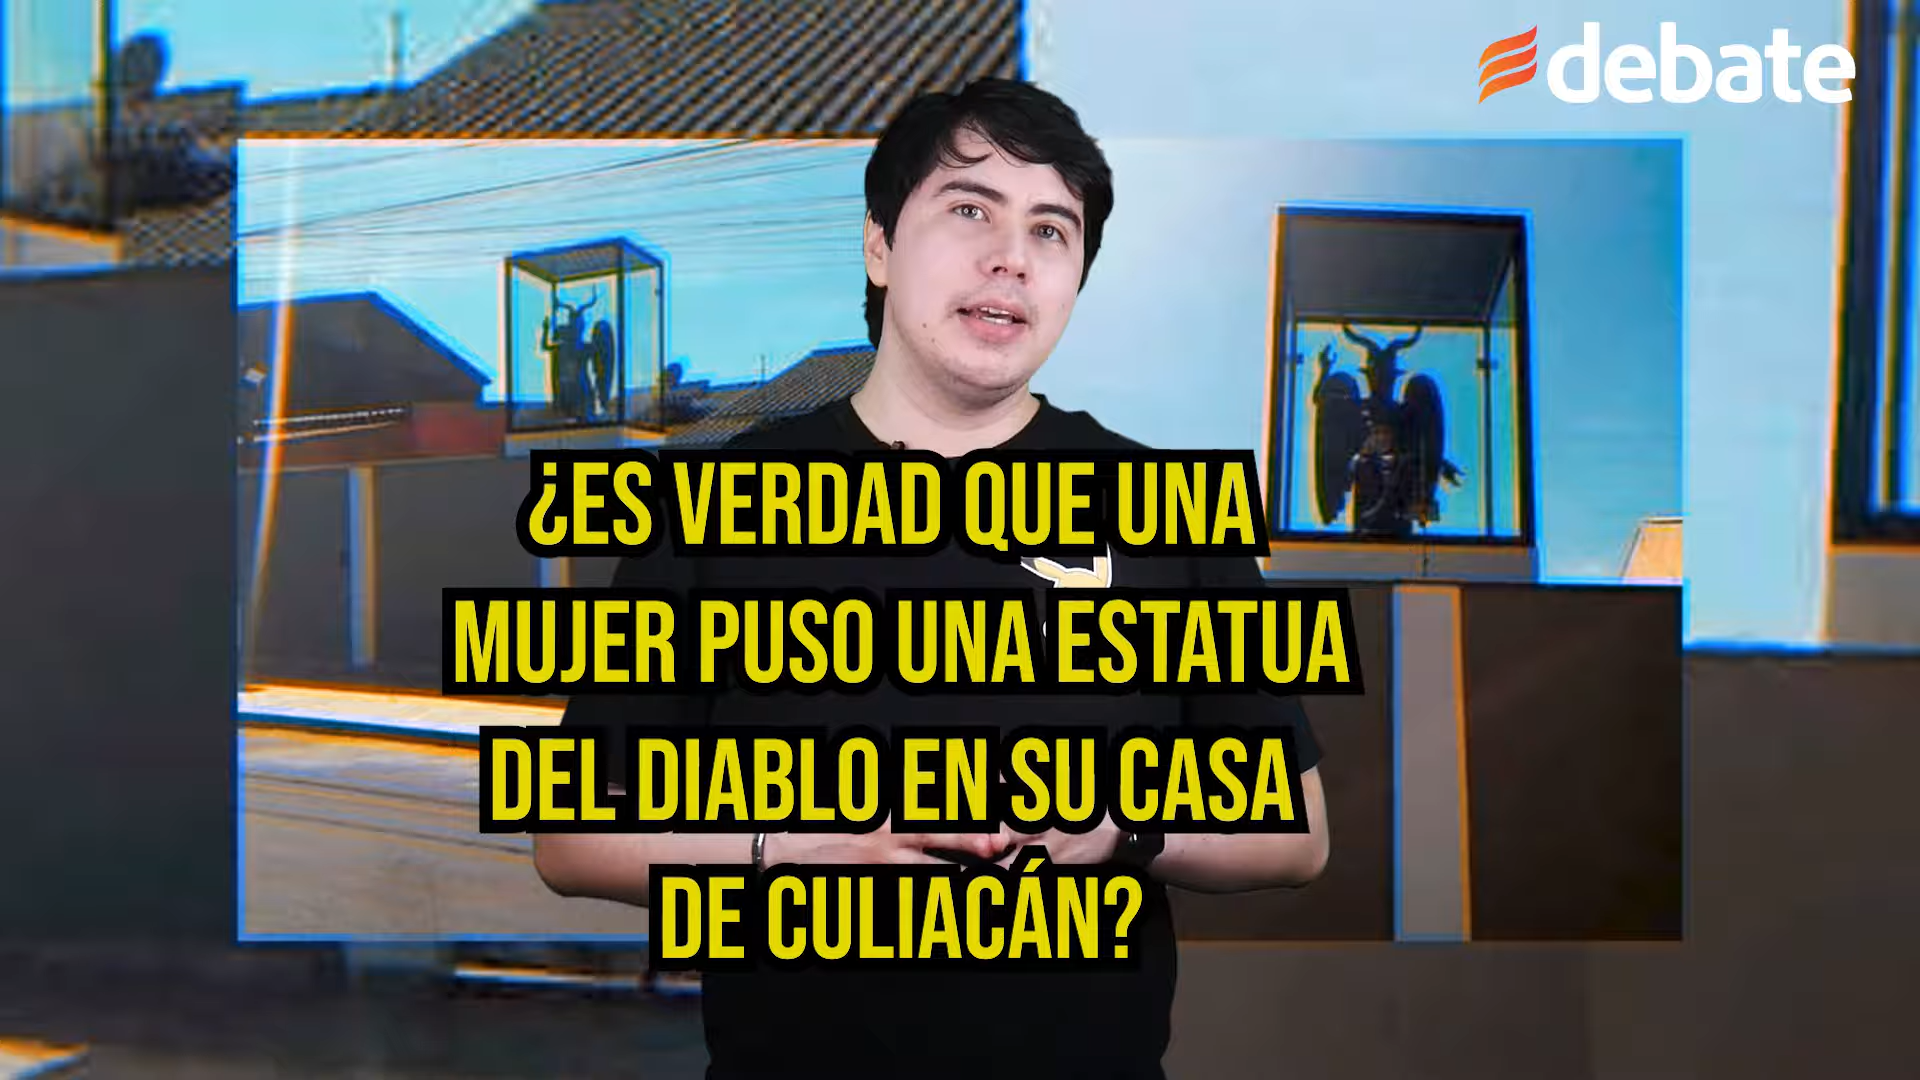 debate
¿ES VERDAD QUE UNA
MUJER PUSO UNA ESTATUA
DEL DIABLO EN SU CASA
DE CULIACÁN?